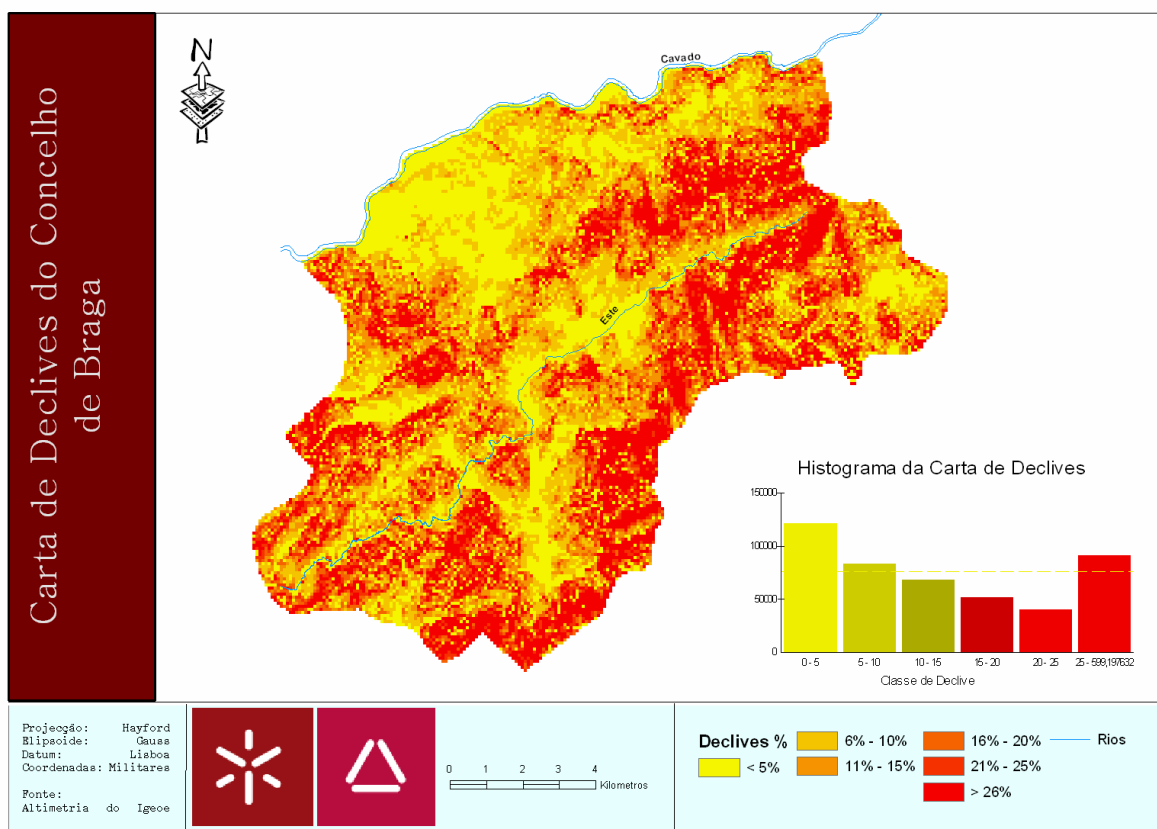 Carta de Declives do Concelho
de Braga
N
Cavado
Este
Histograma da Carta de Declives
150000
100000
50000
0
0 - 5
5 - 10
10 - 15
15 - 20
20 - 25
25 - 599,197632
Classe de Declive
Projecção: Hayford
Elipsoide: Gauss
Datum: Lisboa
Coordenadas: Militares
Fonte:
Altimetria do Igeoe
0 1 2 3 4
Kilometros
Declives %
< 5%
6% - 10%
11% - 15%
16% - 20%
21% - 25%
> 26%
Rios